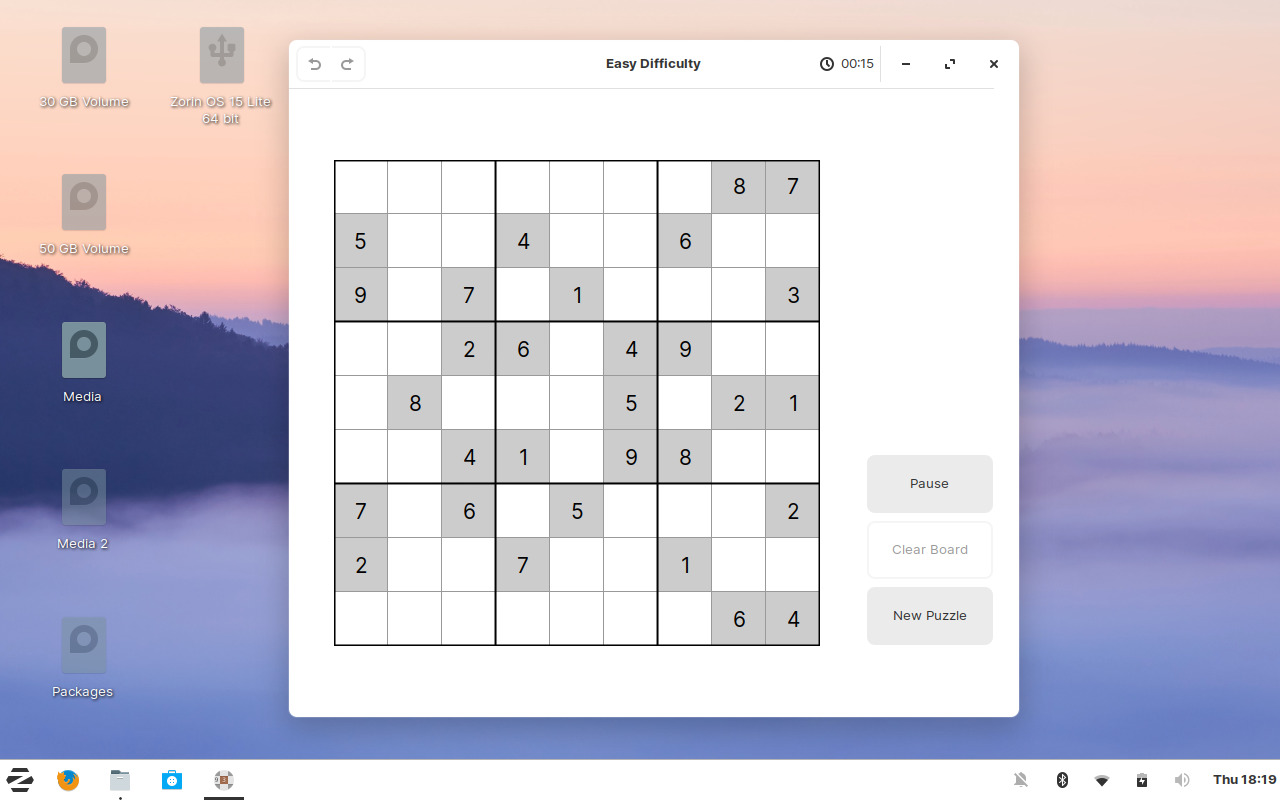 30 GB Volume
Zorin OS 15 Lite
64 bit
50 GB Volume
Media
Media 2
Packages
Easy Difficulty
00:15
8 7
5 4 6
9 7 1 3
2 6 4 9
8 5 2 1
4 1 9 8
7 6 5 2
2 7 1
6 4
Pause
Clear Board
New Puzzle
Thu 18:19